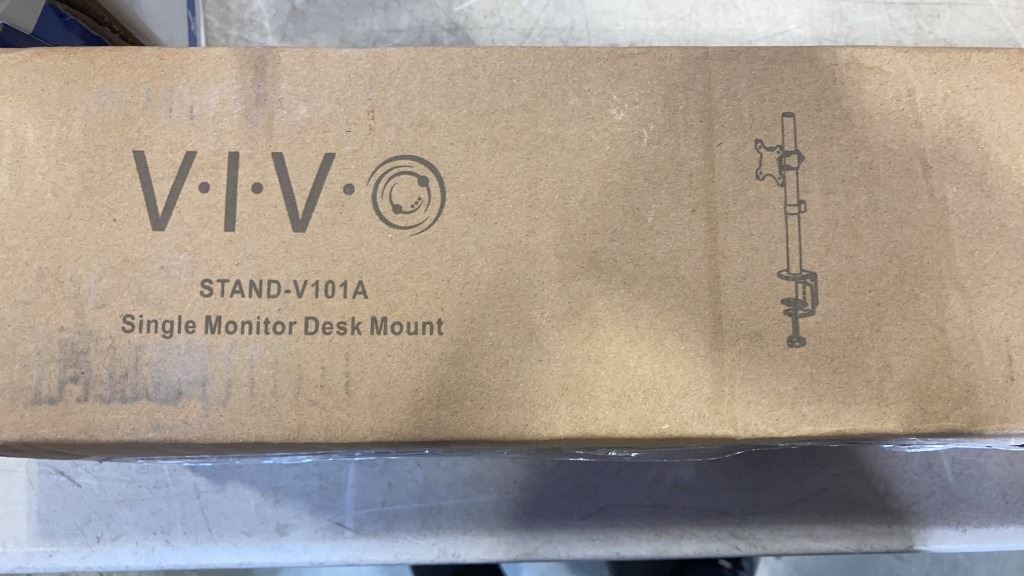 V·I·V·O
STAND-V101A
Single Monitor Desk Mount